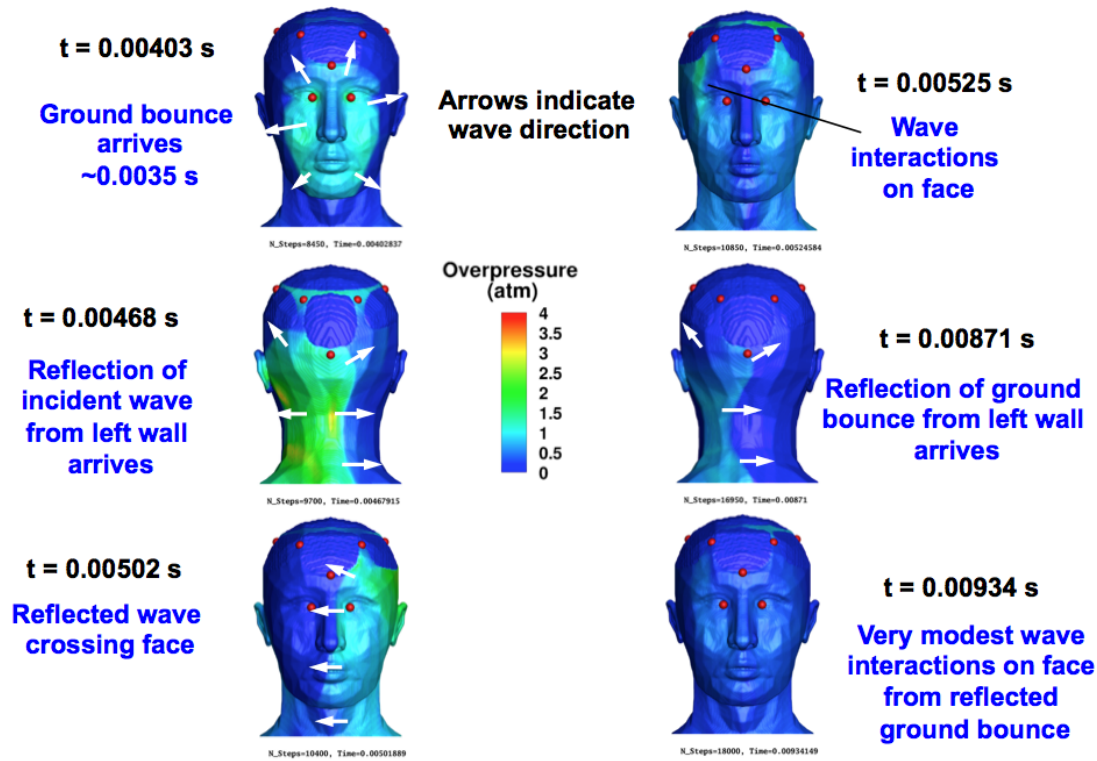 t = 0.00403 s
Ground bounce
arrives
~0.0035 s
N_Steps=8450, Time=0.00402837
Arrows indicate
wave direction
t = 0.00525 s
Wave
interactions
on face
N_Steps=10850, Time=0.00524584
t = 0.00468 s
Reflection of
incident wave
from left wall
arrives
N_Steps=9700, Time=0.00467915
Overpressure
(atm)
4
3.5
3
2.5
2
1.5
1
0.5
0
t = 0.00871 s
Reflection of ground
bounce from left wall
arrives
N_Steps=16950, Time=0.00871
t = 0.00502 s
Reflected wave
crossing face
N_Steps=10400, Time=0.00501889
t = 0.00934 s
Very modest wave
interactions on face
from reflected
ground bounce
N_Steps=18000, Time=0.00934149